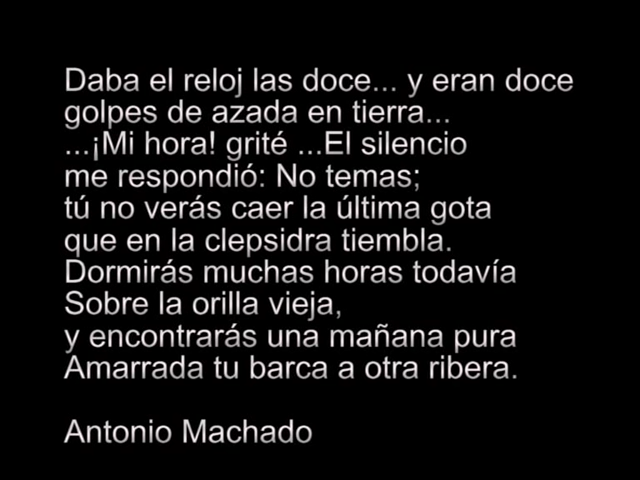 Daba el reloj las doce... y eran doce
golpes de azada en tierra...
...¡Mi hora! grité ...El silencio
me respondió: No temas;
tú no verás caer la última gota
que en la clepsidra tiembla.
Dormirás muchas horas todavía
Sobre la orilla vieja,
y encontrarás una mañana pura
Amarrada tu barca a otra ribera.
Antonio Machado